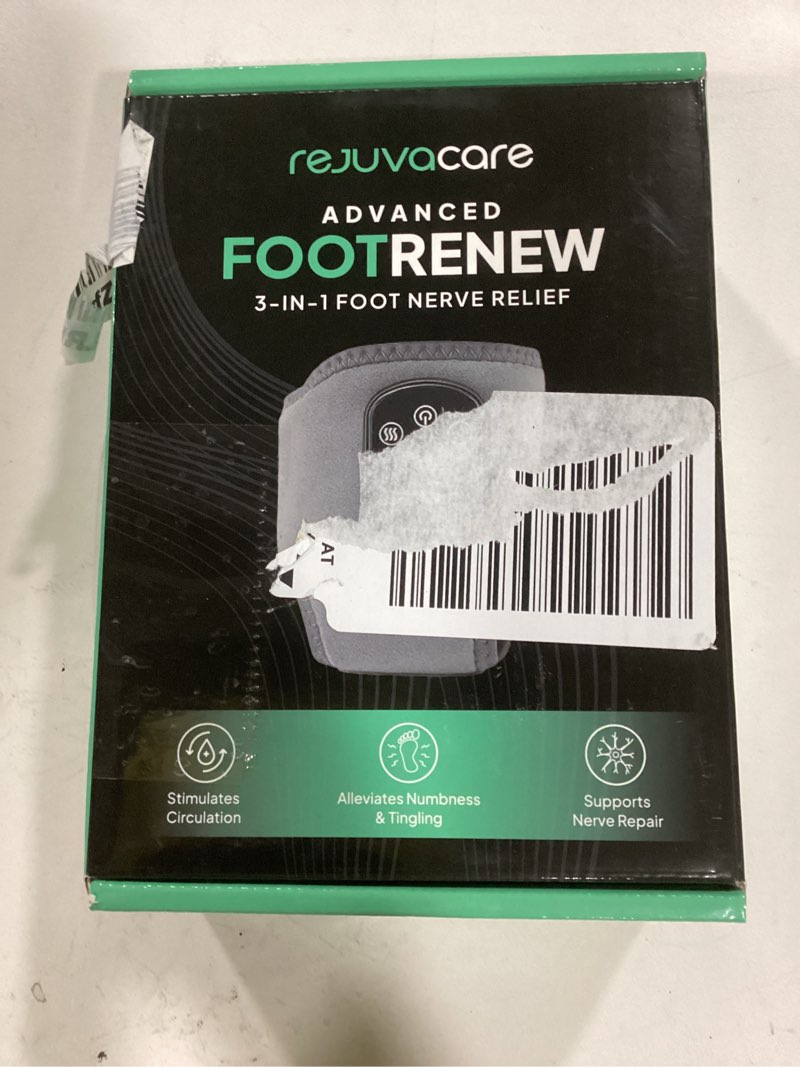 rejuvacare
ADVANCED
FOOTRENEW
3-IN-1 FOOT NERVE RELIEF
AT
Stimulates
Circulation
Alleviates Numbness
& Tingling
Supports
Nerve Repair